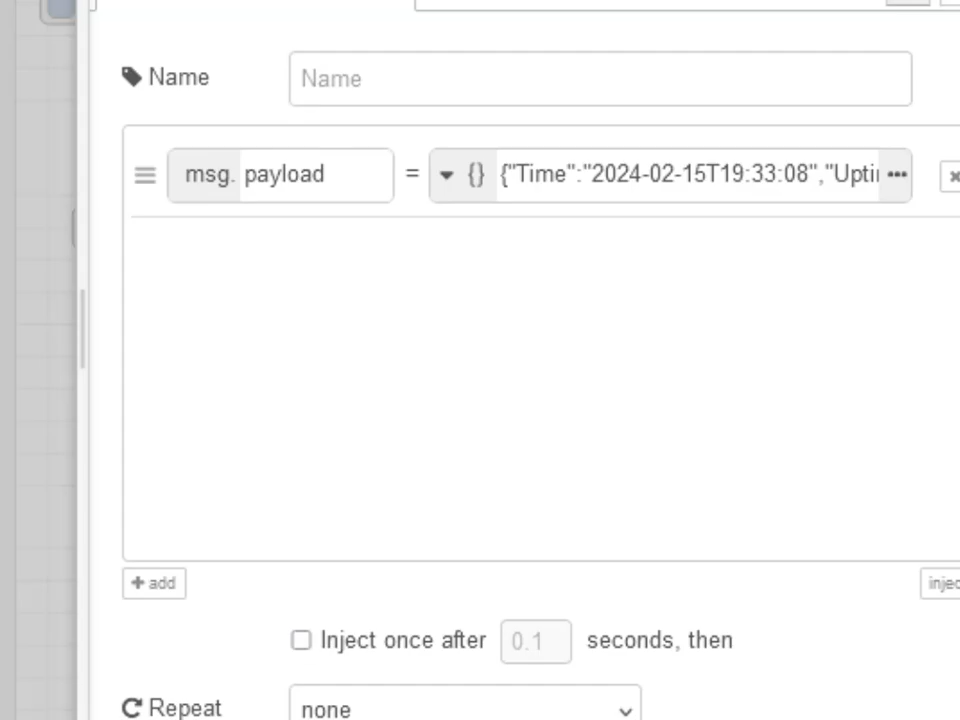 Name Name
msg. payload = {} {"Time":"2024-02-15T19:33:08","Upti
add
injec
Inject once after 0.1 seconds, then
Repeat none